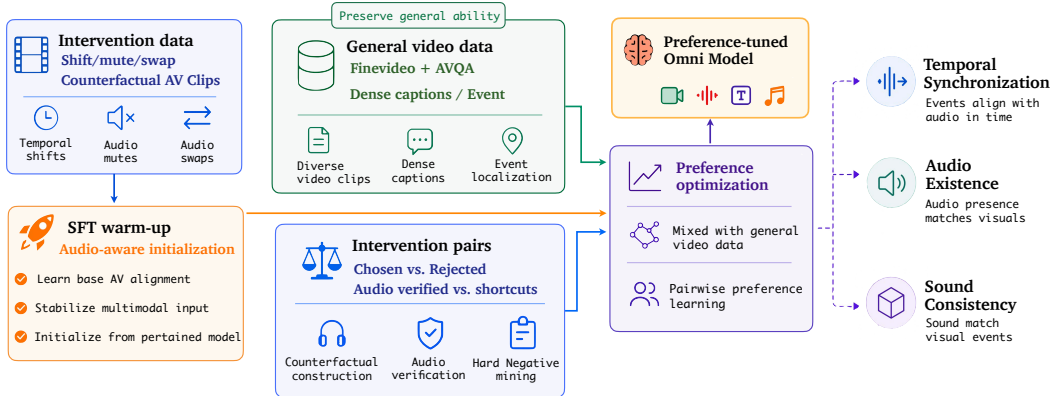 Intervention data
Shift/mute/swap
Counterfactual AV Clips
Temporal
shifts
Audio
mutes
Audio
swaps
SFT warm-up
Audio-aware initialization
Learn base AV alignment
Stabilize multimodal input
Initialize from pertained model
Preserve general ability
General video data
Finevideo + AVQA
Dense captions / Event
Diverse
video clips
Dense
captions
Event
localization
Intervention pairs
Chosen vs. Rejected
Audio verified vs. shortcuts
Counterfactual
construction
Audio
verification
Hard Negative
mining
Preference-tuned
Omni Model
T
Preference
optimization
Mixed with general
video data
Pairwise preference
learning
Temporal
Synchronization
Events align with
audio in time
Audio
Existence
Audio presence
matches visuals
Sound
Consistency
Sound match
visual events